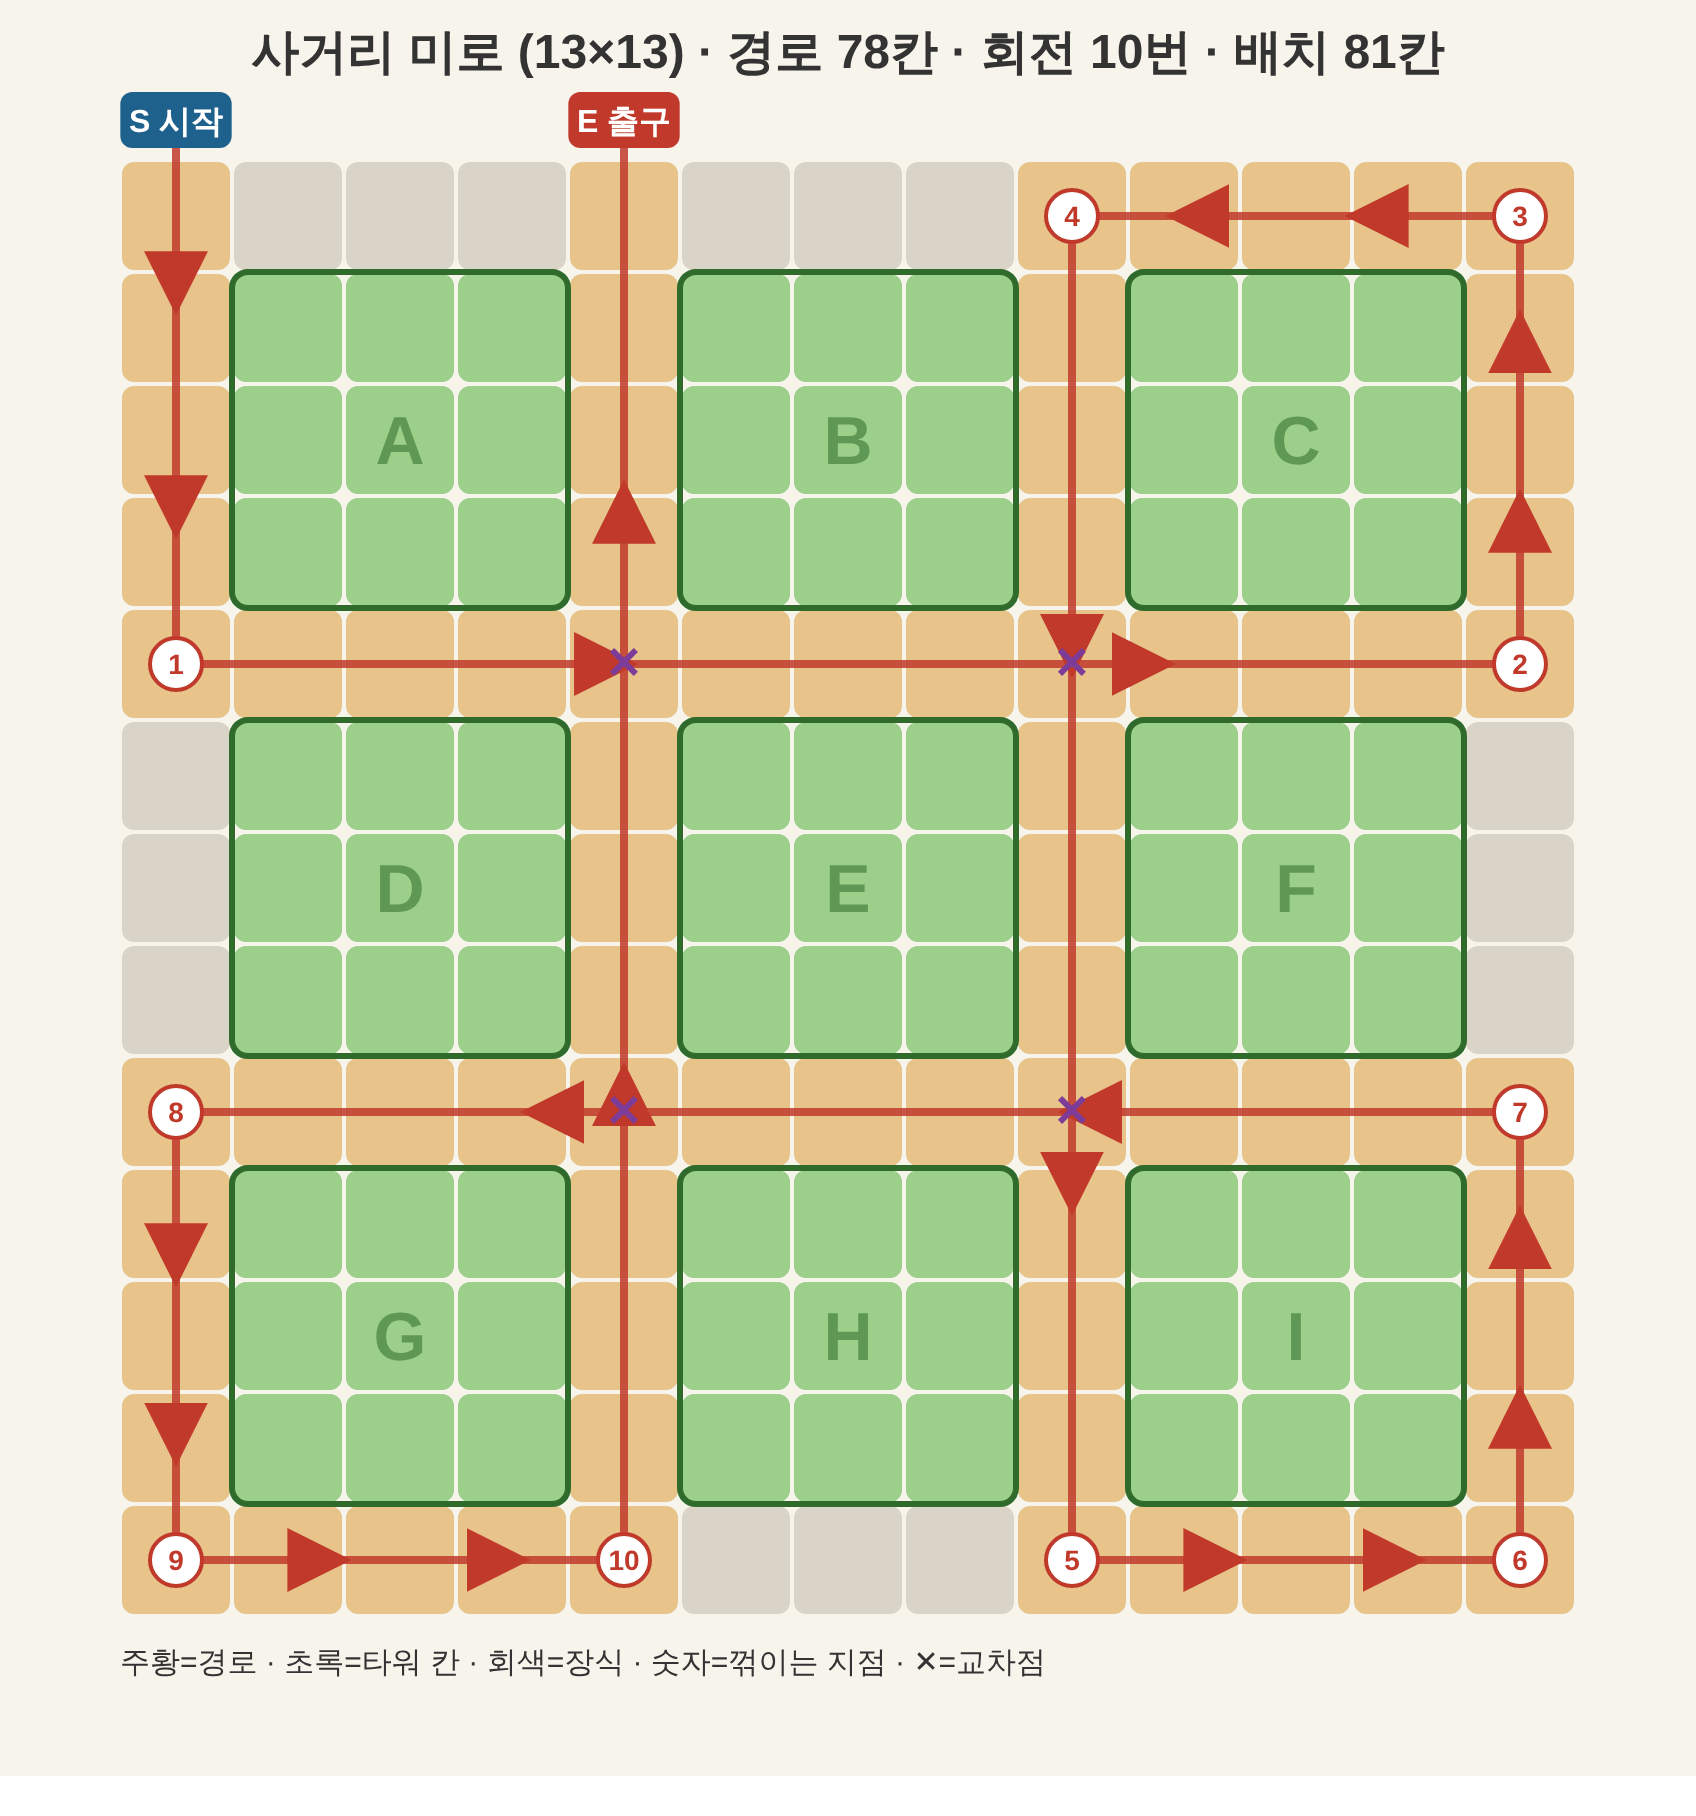 사거리 미로 (13×13) · 경로 78칸 · 회전 10번 · 배치 81칸
S 시작
E 출구
4
3
A
B
C
1
✕
✕
2
D
E
F
8
✕
✕
7
G
H
I
9
10
5
6
주황=경로 · 초록=타워 칸 · 회색=장식 · 숫자=꺾이는 지점 · ✕=교차점